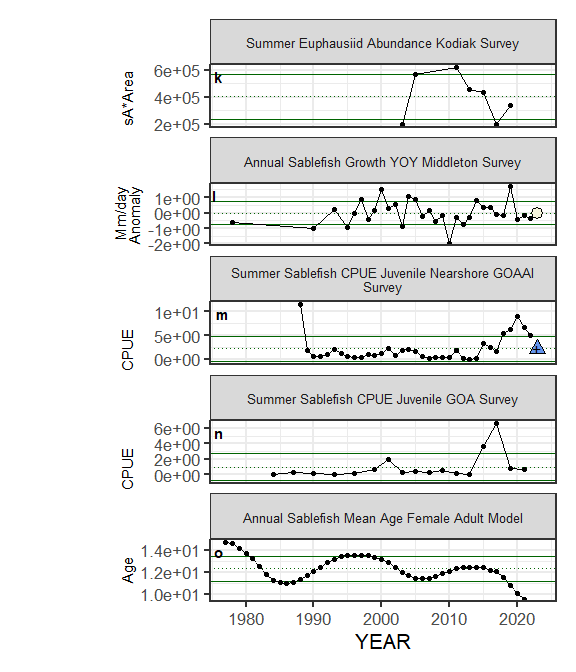 Summer Euphausiid Abundance Kodiak Survey
k
sA*Area
6e+05
4e+05
2e+05
Annual Sablefish Growth YOY Middleton Survey
l
Mm/day
Anomaly
1e+00
0e+00
-1e+00
-2e+00
Summer Sablefish CPUE Juvenile Nearshore GOAAI
Survey
m
CPUE
1e+01
5e+00
0e+00
Summer Sablefish CPUE Juvenile GOA Survey
n
CPUE
6e+00
4e+00
2e+00
0e+00
Annual Sablefish Mean Age Female Adult Model
o
Age
1.4e+01
1.2e+01
1.0e+01
1980
1990
2000
2010
2020
YEAR